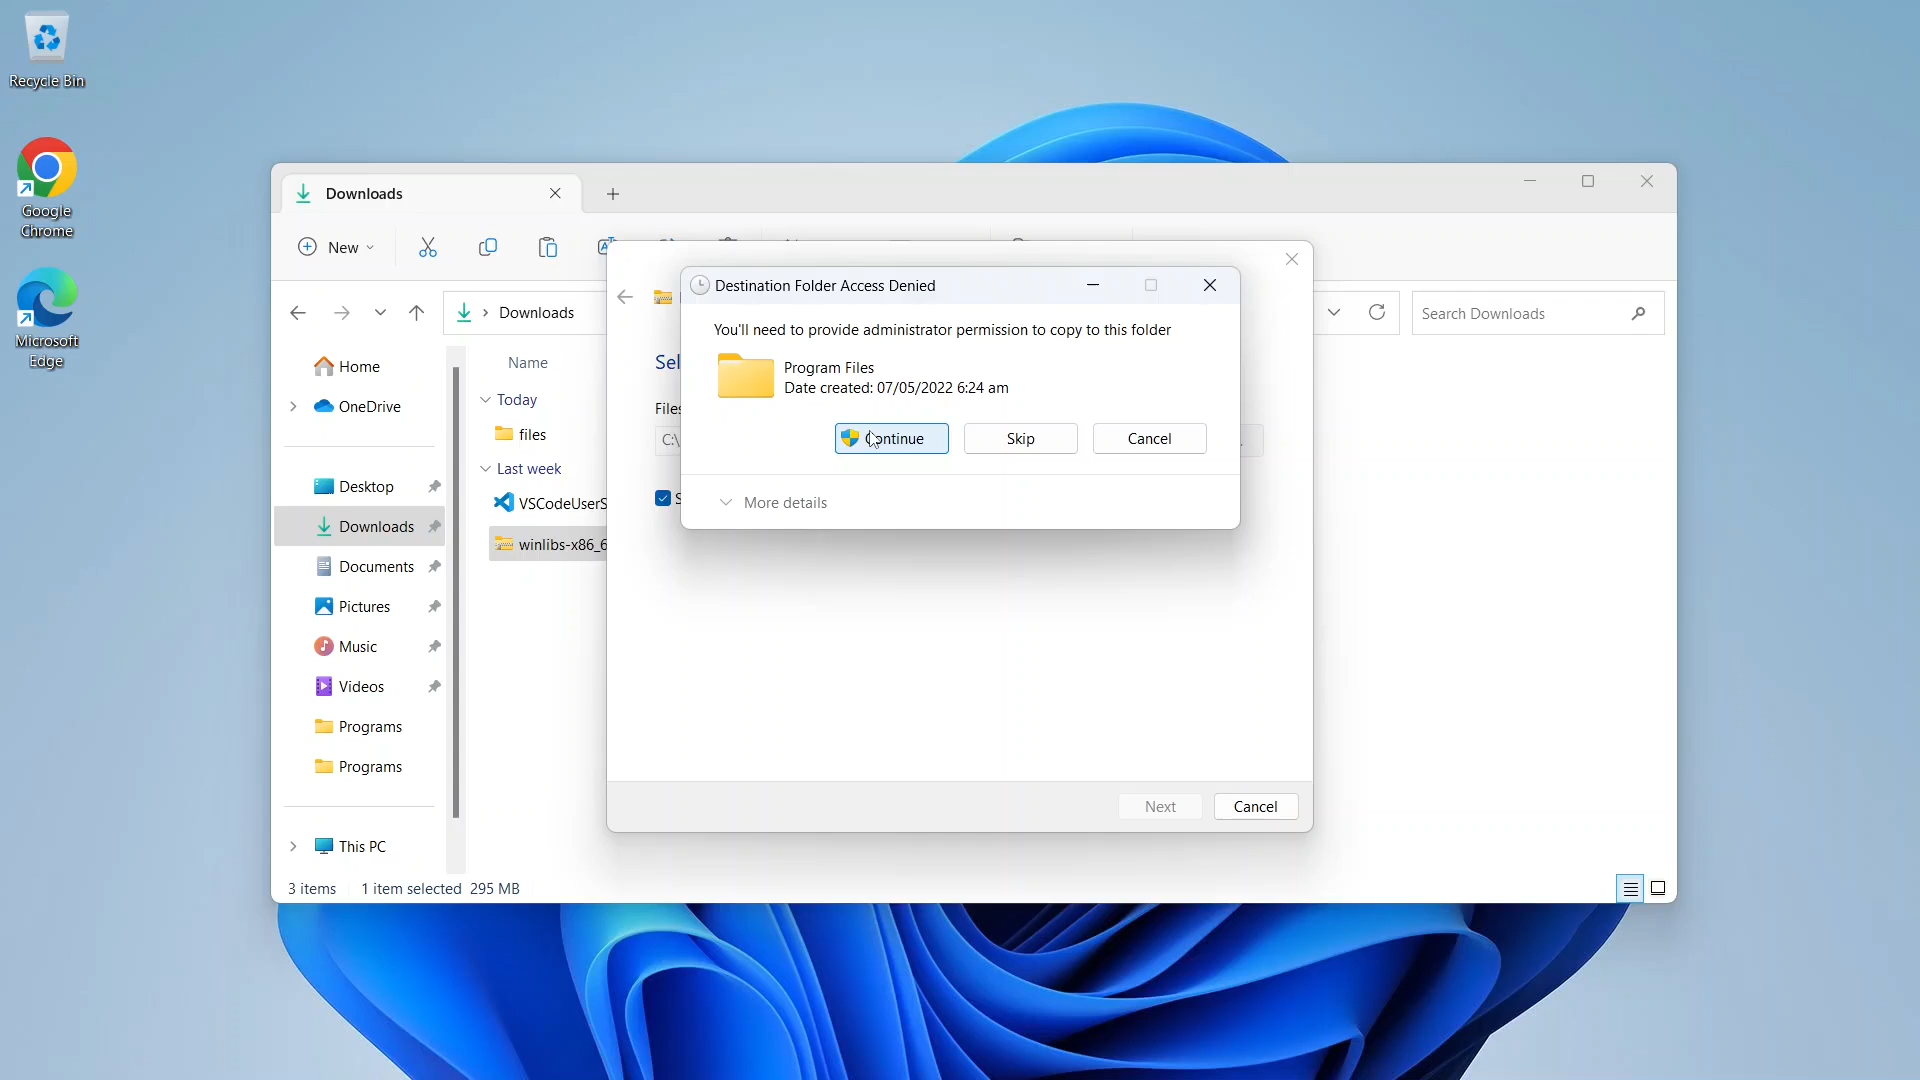 Recycle Bin
Google
Chrome
Microsoft
Edge
Downloads
New
Downloads
Search Downloads
Home
OneDrive
Desktop
Downloads
Documents
Pictures
Music
Videos
Programs
Programs
This PC
Name
Today
files
Last week
VSCodeUserS
winlibs-x86_6
3 items
1 item selected 295 MB
Sel
Files
C:\
S
Next
Cancel
Destination Folder Access Denied
You'll need to provide administrator permission to copy to this folder
Program Files
Date created: 07/05/2022 6:24 am
Continue
Skip
Cancel
More details